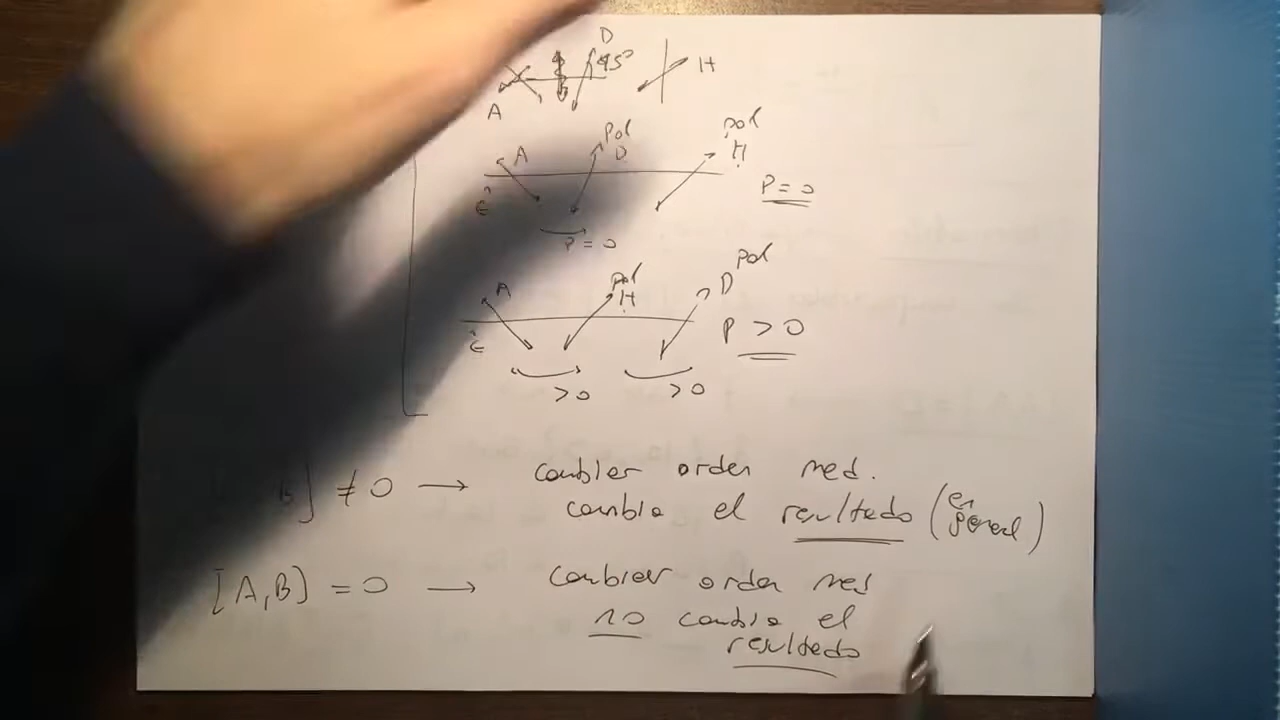 D
45°
H
A
A
Pol
D
pol
H
ê
P = 0
P = 0
A
pol
H
pol
D
ê
P > 0
> 0
> 0
B] ≠ 0 → cambiar orden med.
cambia el resultado (en general)
[A,B] = 0 → cambiar orden med
no cambia el
resultado